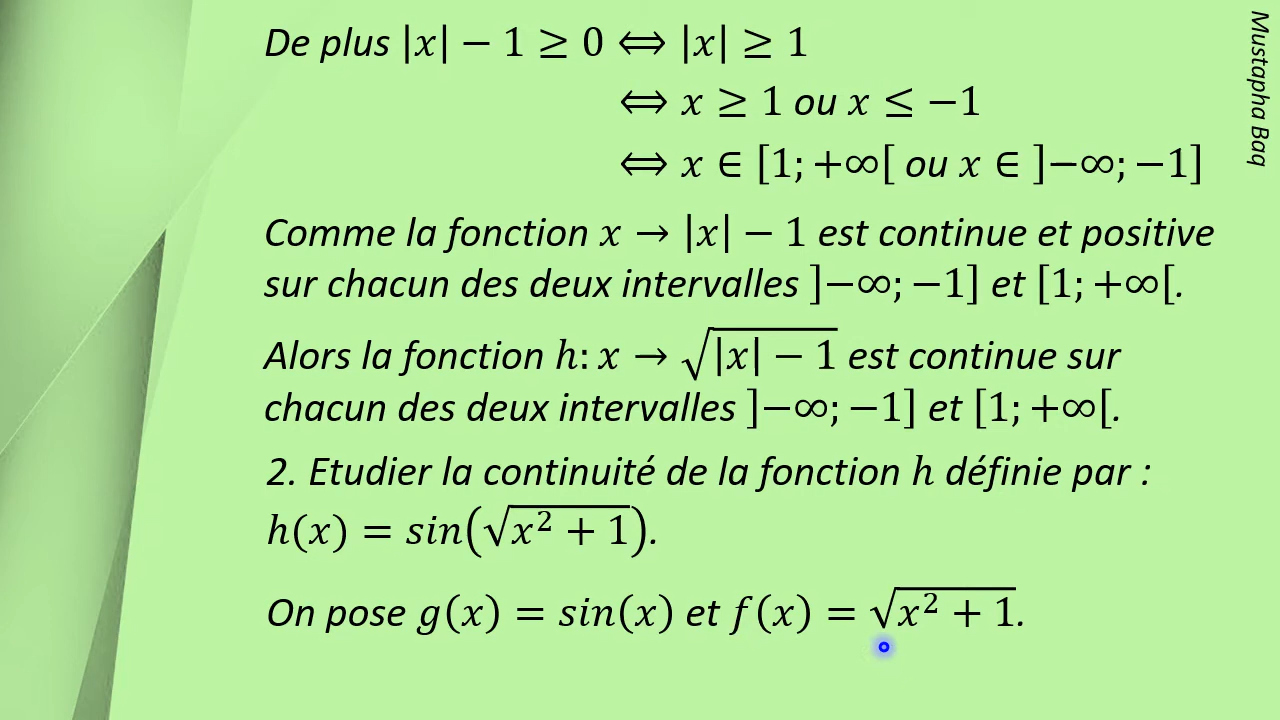 De plus |x| − 1 ≥ 0 ⟺ |x| ≥ 1
⟺ x ≥ 1 ou x ≤ −1
⟺ x ∈ [1; +∞[ ou x ∈ ]−∞; −1]
Comme la fonction x → |x| − 1 est continue et positive
sur chacun des deux intervalles ]−∞; −1] et [1; +∞[.
Alors la fonction h: x → √(|x| − 1) est continue sur
chacun des deux intervalles ]−∞; −1] et [1; +∞[.
2. Etudier la continuité de la fonction h définie par :
h(x) = sin(√(x² + 1)).
On pose g(x) = sin(x) et f(x) = √(x² + 1).
Mustapha Baq